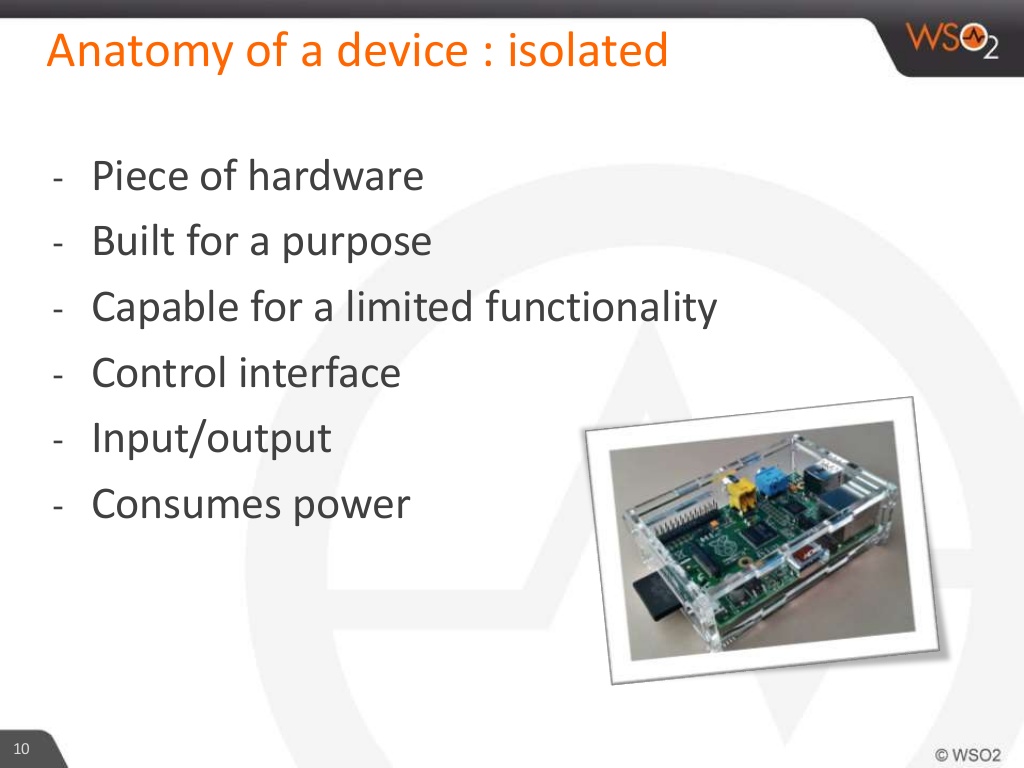 Anatomy of a device : isolated
WSO2
- Piece of hardware
- Built for a purpose
- Capable for a limited functionality
- Control interface
- Input/output
- Consumes power
10
© WSO2